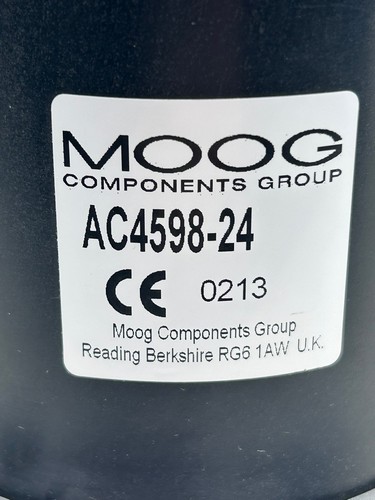 MOOG
COMPONENTS GROUP
AC4598-24
CE 0213
Moog Components Group
Reading Berkshire RG6 1AW U.K.